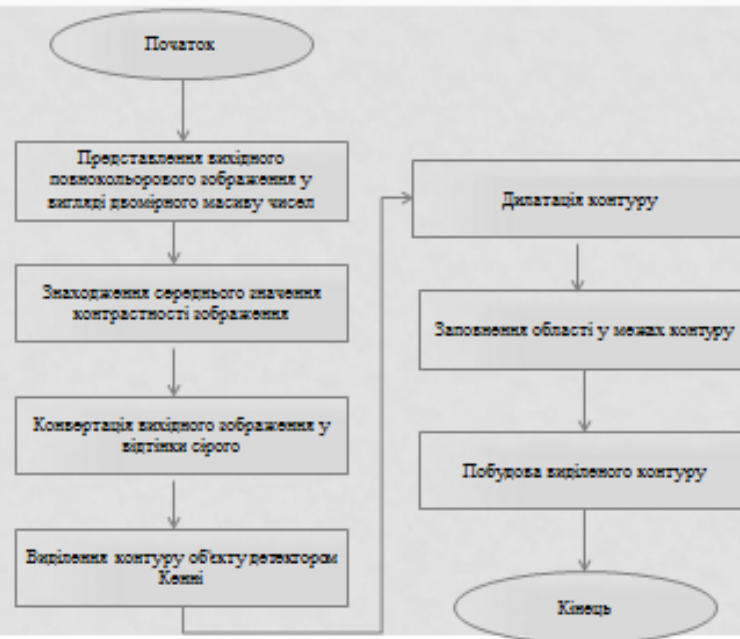 Початок
Представлення вихідного
повнокольорового зображення у
вигляді двомірного масиву чисел
Знаходження середнього значення
контрастності зображення
Конвертація вихідного зображення у
відтінки сірого
Виділення контуру об'єкту детектором
Кенні
Дилатація контуру
Заповнення області у межах контуру
Побудова виділеного контуру
Кінець